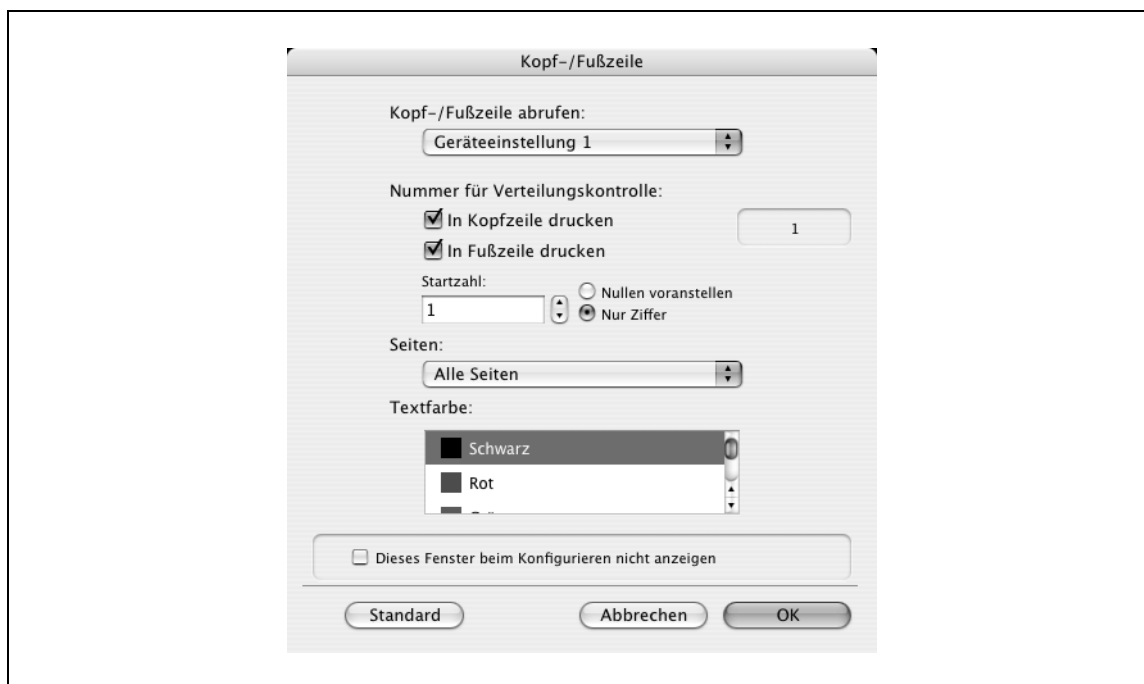 Kopf-/Fußzeile
Kopf-/Fußzeile abrufen:
Geräteeinstellung 1
Nummer für Verteilungskontrolle:
In Kopfzeile drucken
1
In Fußzeile drucken
Startzahl:
Nullen voranstellen
1
Nur Ziffer
Seiten:
Alle Seiten
Textfarbe:
Schwarz
Rot
Dieses Fenster beim Konfigurieren nicht anzeigen
Standard Abbrechen OK